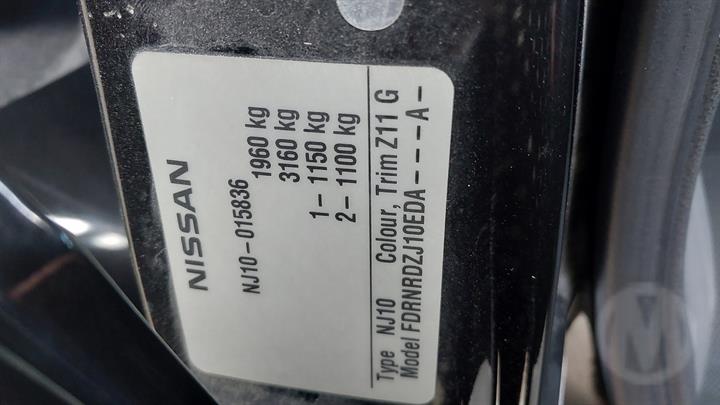 NISSAN
NJ10-015836
1960 kg
3160 kg
1- 1150 kg
2- 1100 kg
Type NJ10 Colour, Trim Z11 G
Model FDRNRDZJ10EDA----A-
M